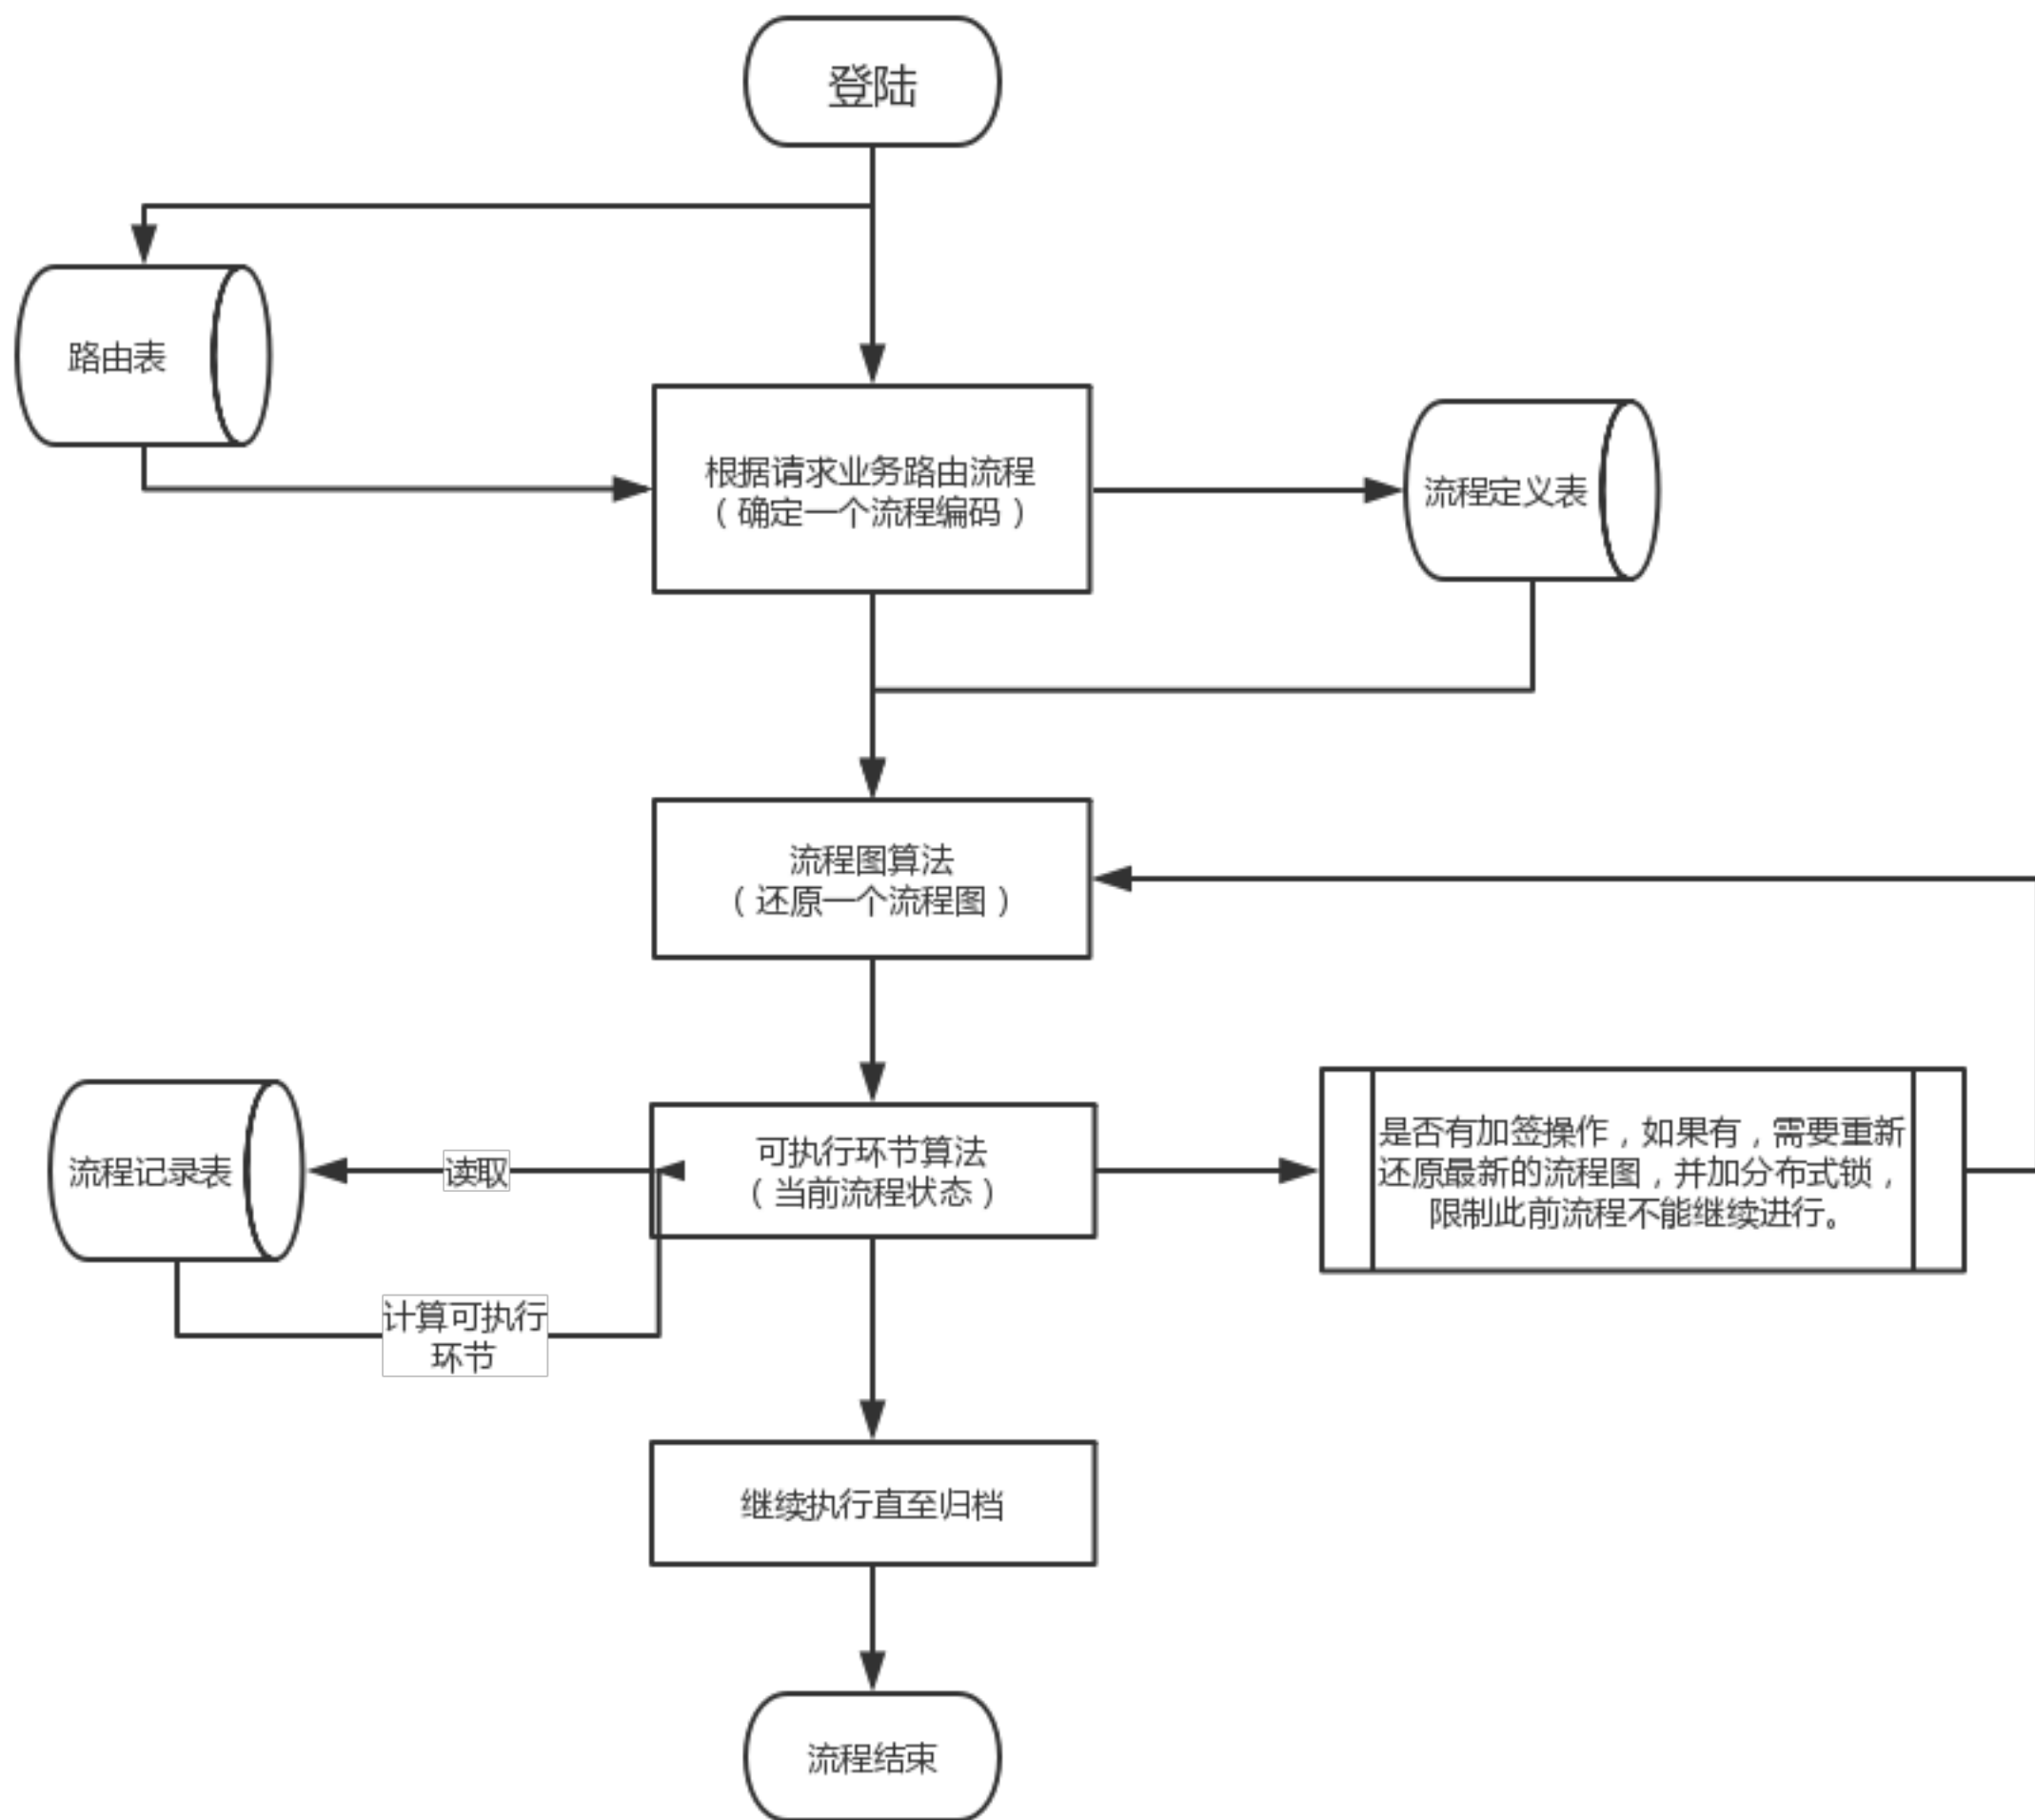 登陆
路由表
根据请求业务路由流程
（确定一个流程编码）
流程定义表
流程图算法
（还原一个流程图）
流程记录表
读取
可执行环节算法
（当前流程状态）
是否有加签操作，如果有，需要重新
还原最新的流程图，并加分布式锁，
限制此前流程不能继续进行。
计算可执行
环节
继续执行直至归档
流程结束